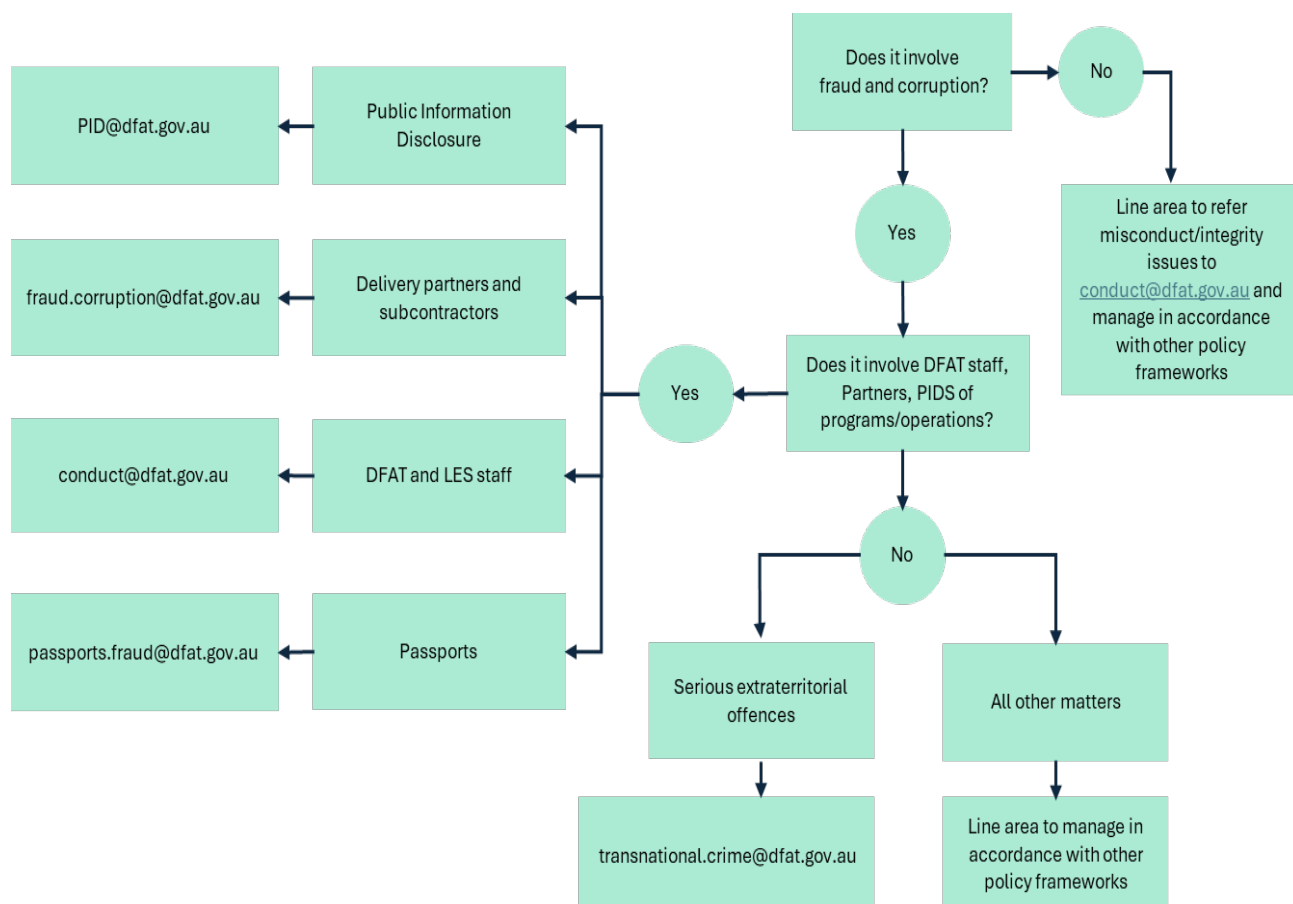 Does it involve
fraud and corruption?
No
Line area to refer
misconduct/integrity
issues to
conduct@dfat.gov.au and
manage in accordance
with other policy
frameworks
Yes
Does it involve DFAT staff,
Partners, PIDS of
programs/operations?
Yes
Public Information
Disclosure
PID@dfat.gov.au
Delivery partners and
subcontractors
fraud.corruption@dfat.gov.au
DFAT and LES staff
conduct@dfat.gov.au
Passports
passports.fraud@dfat.gov.au
No
Serious extraterritorial
offences
transnational.crime@dfat.gov.au
All other matters
Line area to manage in
accordance with other
policy frameworks